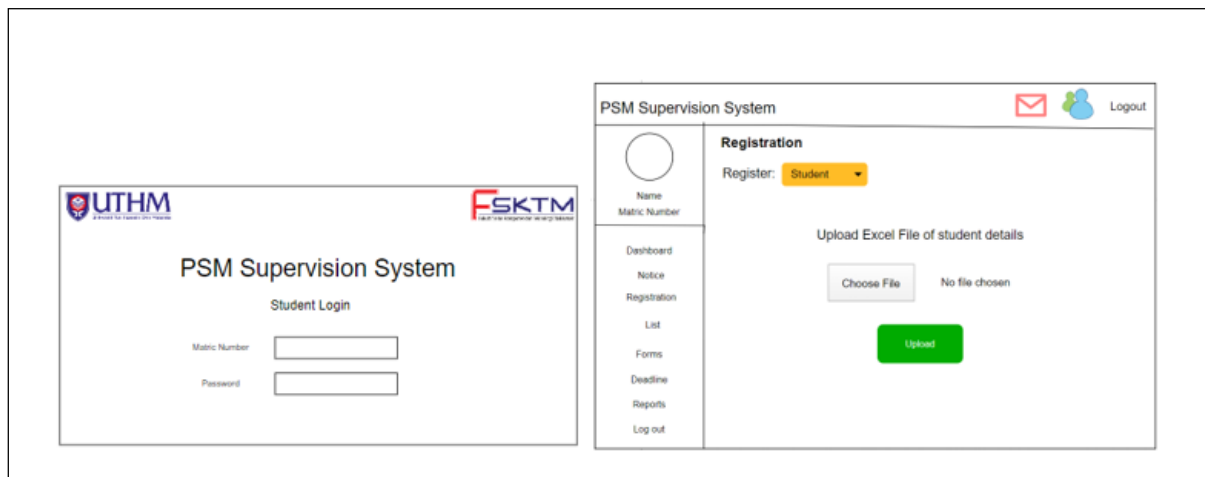 UTHM
FSKTM
PSM Supervision System
Student Login
Matric Number
Password
PSM Supervision System
Logout
Name
Matric Number
Dashboard
Notice
Registration
List
Forms
Deadline
Reports
Log out
Registration
Register: Student
Upload Excel File of student details
Choose File No file chosen
Upload